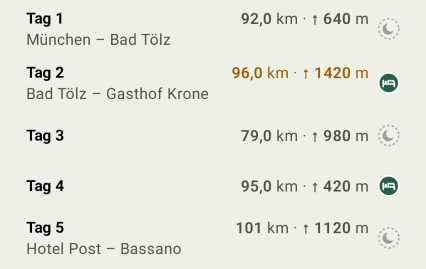 Tag 1 92,0 km · ↑ 640 m
München – Bad Tölz
Tag 2 96,0 km · ↑ 1420 m
Bad Tölz – Gasthof Krone
Tag 3 79,0 km · ↑ 980 m
Tag 4 95,0 km · ↑ 420 m
Tag 5 101 km · ↑ 1120 m
Hotel Post – Bassano